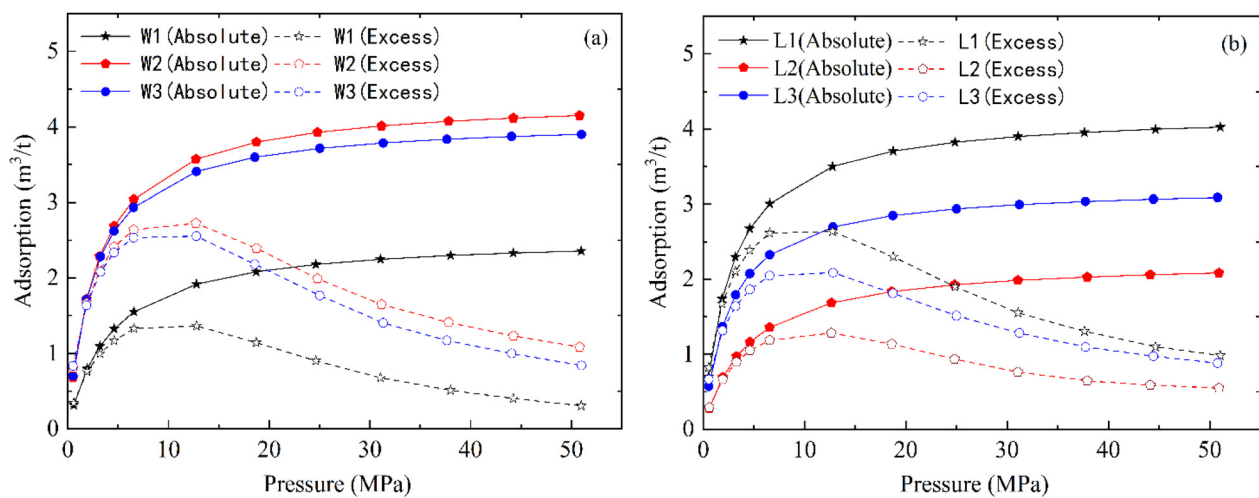 W1(Absolute) W1(Excess) (a)
W2(Absolute) W2(Excess)
W3(Absolute) W3(Excess)
5
4
3
2
1
0
Adsorption (m³/t)
0 10 20 30 40 50
Pressure (MPa)
L1(Absolute) L1(Excess) (b)
L2(Absolute) L2(Excess)
L3(Absolute) L3(Excess)
5
4
3
2
1
0
Adsorption (m³/t)
0 10 20 30 40 50
Pressure (MPa)